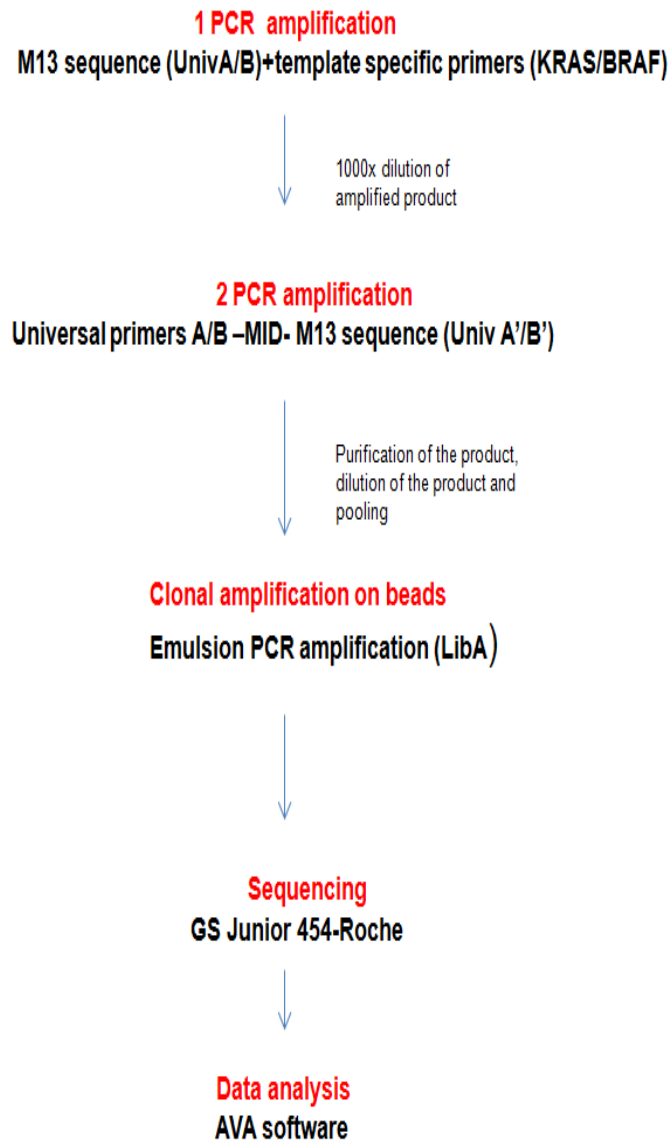 1 PCR amplification
M13 sequence (UnivA/B)+template specific primers (KRAS/BRAF)
1000x dilution of
amplified product
2 PCR amplification
Universal primers A/B –MID- M13 sequence (Univ A'/B')
Purification of the product,
dilution of the product and
pooling
Clonal amplification on beads
Emulsion PCR amplification (LibA)
Sequencing
GS Junior 454-Roche
Data analysis
AVA software